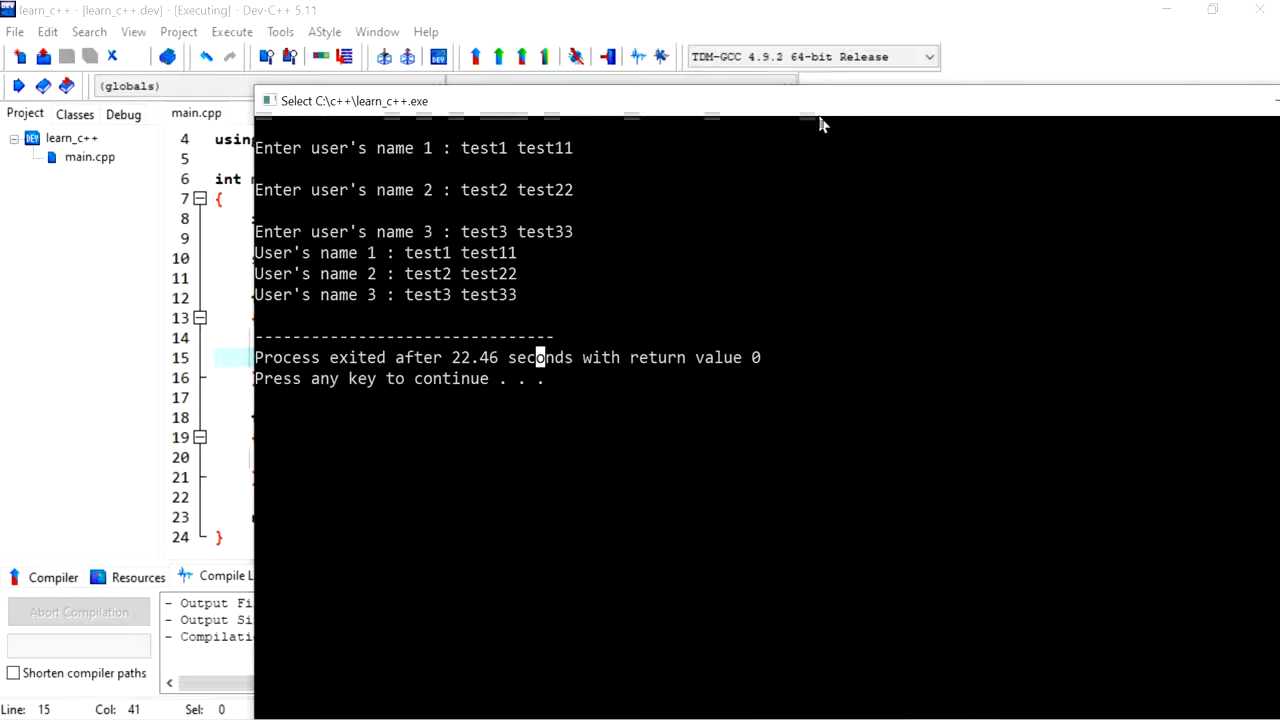 learn_c++ - [learn_c++.dev] - [Executing] - Dev-C++ 5.11
File Edit Search View Project Execute Tools AStyle Window Help
TDM-GCC 4.9.2 64-bit Release
(globals)
Project Classes Debug
main.cpp
Select C:\c++\learn_c++.exe
learn_c++
main.cpp
4 usin
5
6 int
7 {
8
9
10
11
12
13
14
15
16
17
18
19
20
21
22
23
24 }
Enter user's name 1 : test1 test11
Enter user's name 2 : test2 test22
Enter user's name 3 : test3 test33
User's name 1 : test1 test11
User's name 2 : test2 test22
User's name 3 : test3 test33
--------------------------------
Process exited after 22.46 seconds with return value 0
Press any key to continue . . .
Compiler Resources Compile L
Abort Compilation
Shorten compiler paths
- Output Fi
- Output Si
- Compilati
Line: 15 Col: 41 Sel: 0